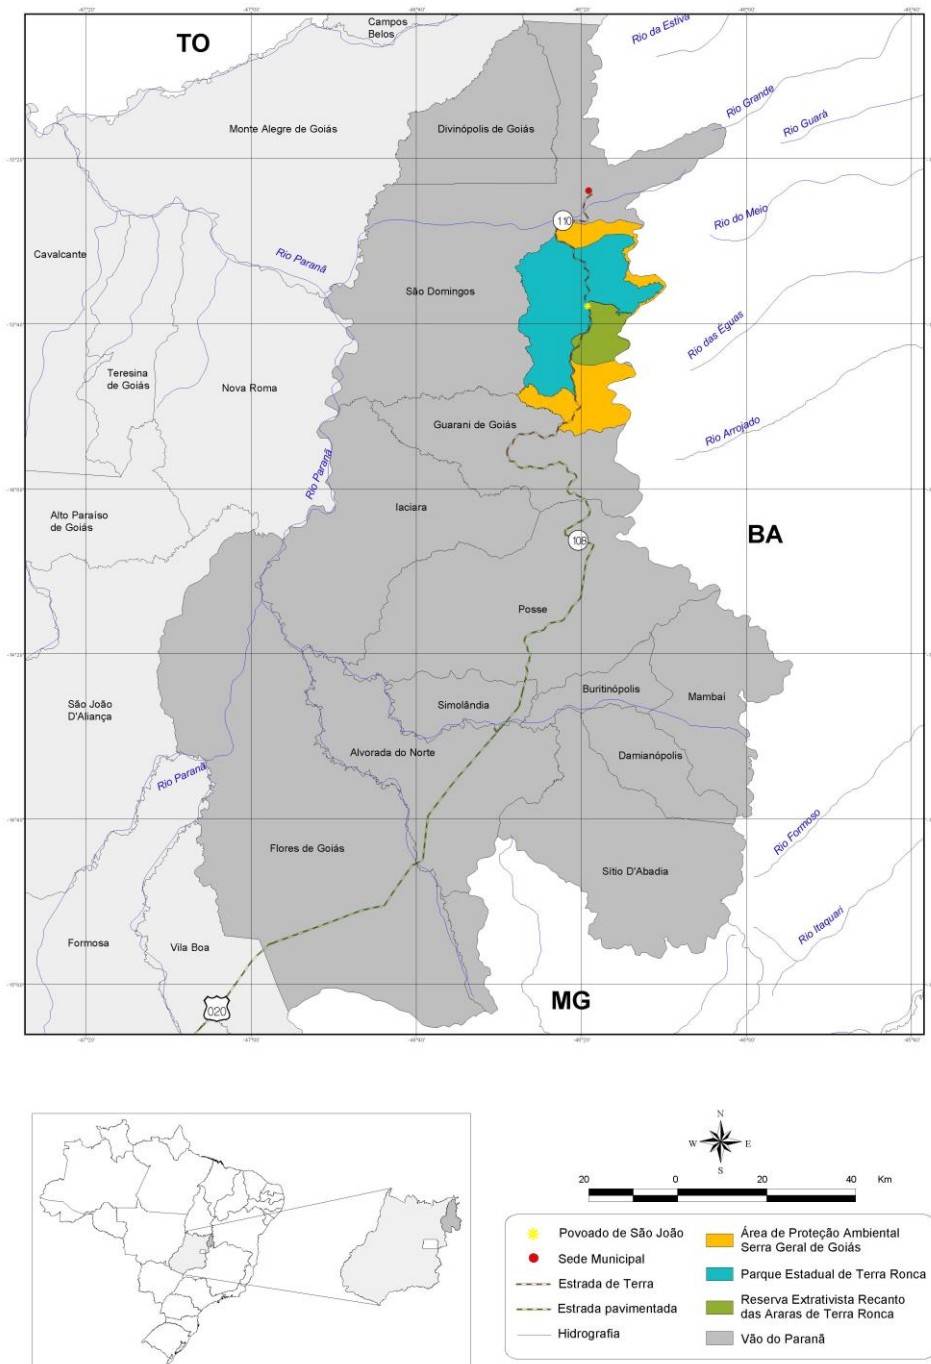 Campos
Belos
TO
Rio da Estiva
Rio Grande
Monte Alegre de Goiás
Divinópolis de Goiás
Rio Guará
110
Rio do Meio
Cavalcante
Rio Paranã
São Domingos
Rio das Éguas
Teresina
de Goiás
Nova Roma
Guarani de Goiás
Rio Arrojado
Rio Paranã
Iaciara
Alto Paraíso
de Goiás
BA
108
Posse
Buritinópolis
Mambaí
São João
D'Aliança
Simolândia
Alvorada do Norte
Damianópolis
Rio Paranã
Rio Formoso
Flores de Goiás
Sítio D'Abadia
Rio Itaquari
Formosa
Vila Boa
MG
020
N
W E
S
20 0 20 40 Km
Povoado de São João
Sede Municipal
Estrada de Terra
Estrada pavimentada
Hidrografia
Área de Proteção Ambiental
Serra Geral de Goiás
Parque Estadual de Terra Ronca
Reserva Extrativista Recanto
das Araras de Terra Ronca
Vão do Paranã